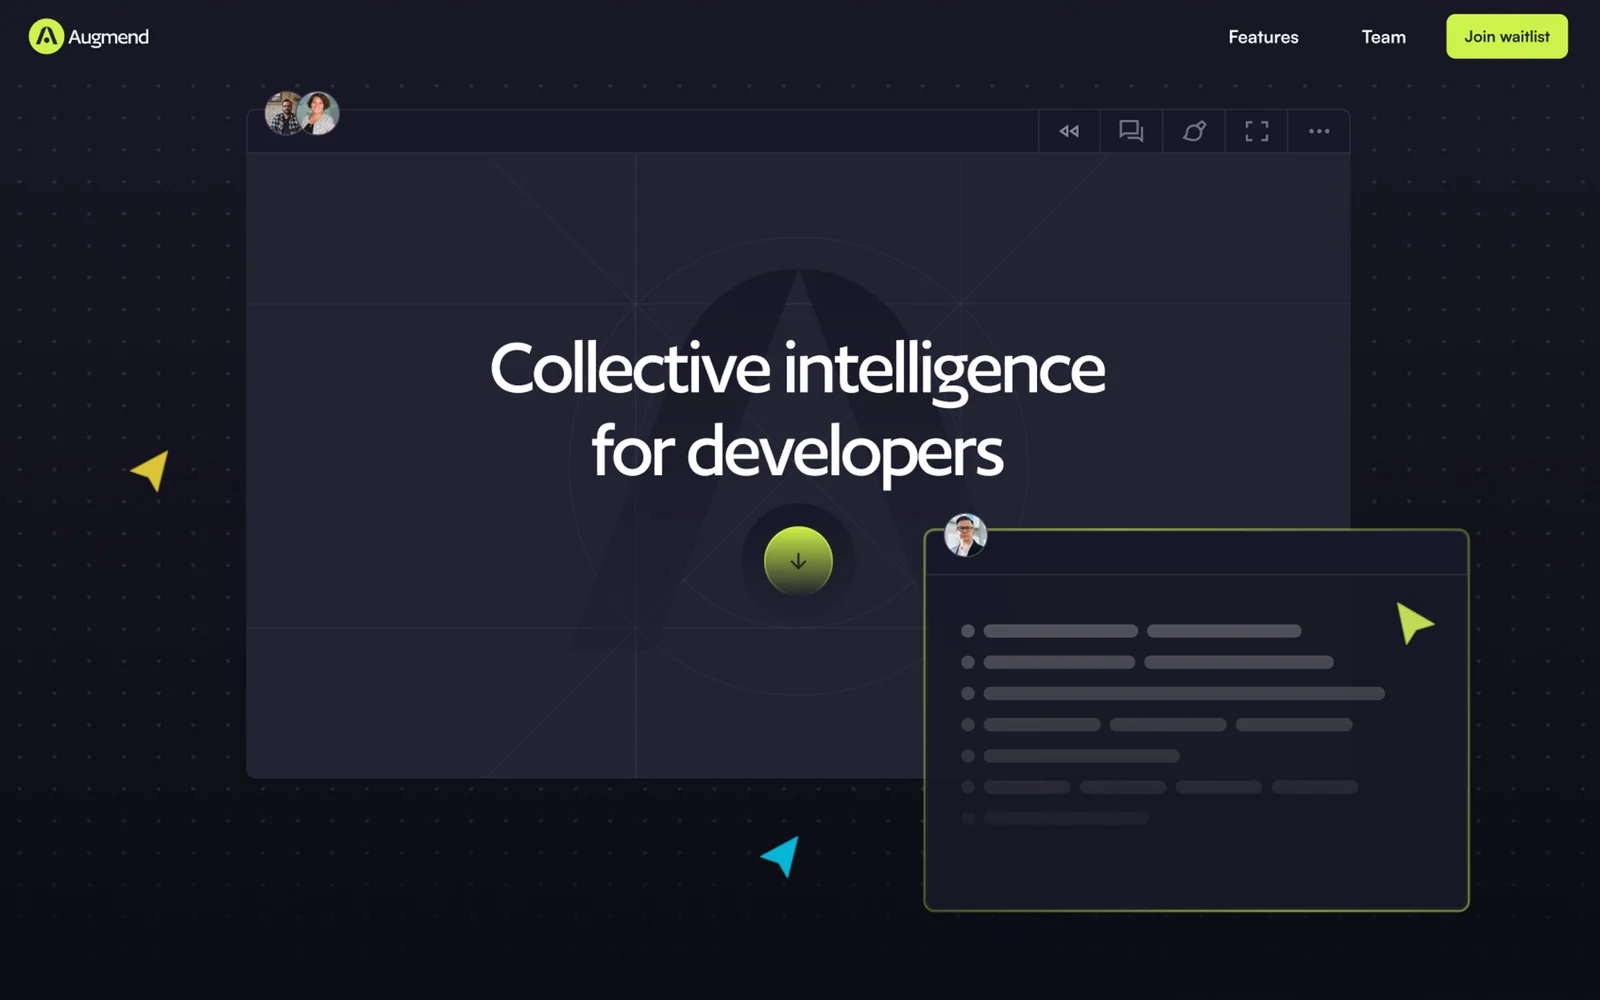 Augmend
Features
Team
Join waitlist
Collective intelligence
for developers